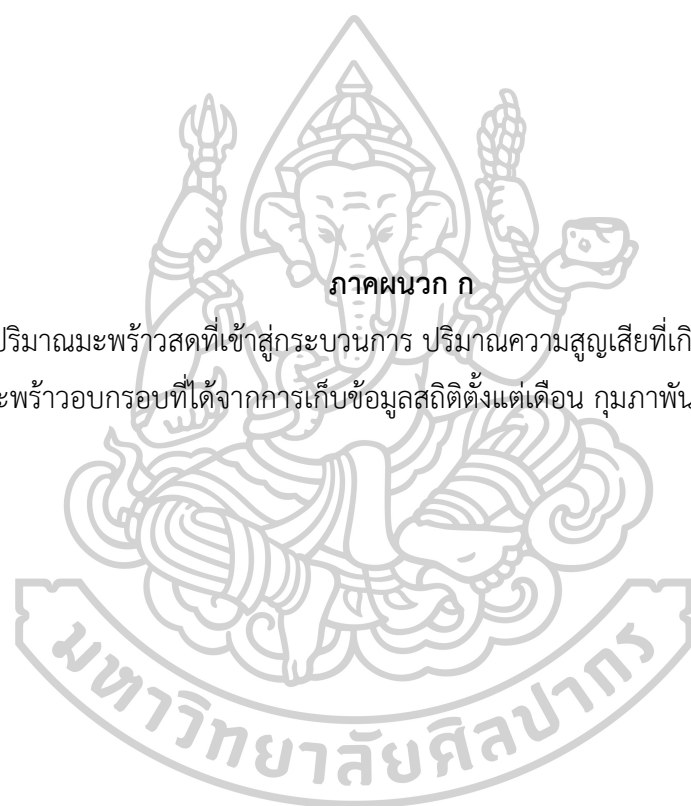 ภาคผนวก ก
ปริมาณมะพร้าวสดที่เข้าสู่กระบวนการ ปริมาณความสูญเสียที่เกิ
ะพร้าวอบกรอบที่ได้จากการเก็บข้อมูลสถิติตั้งแต่เดือน กุมภาพัน
มหาวิทยาลัยศิลปากร